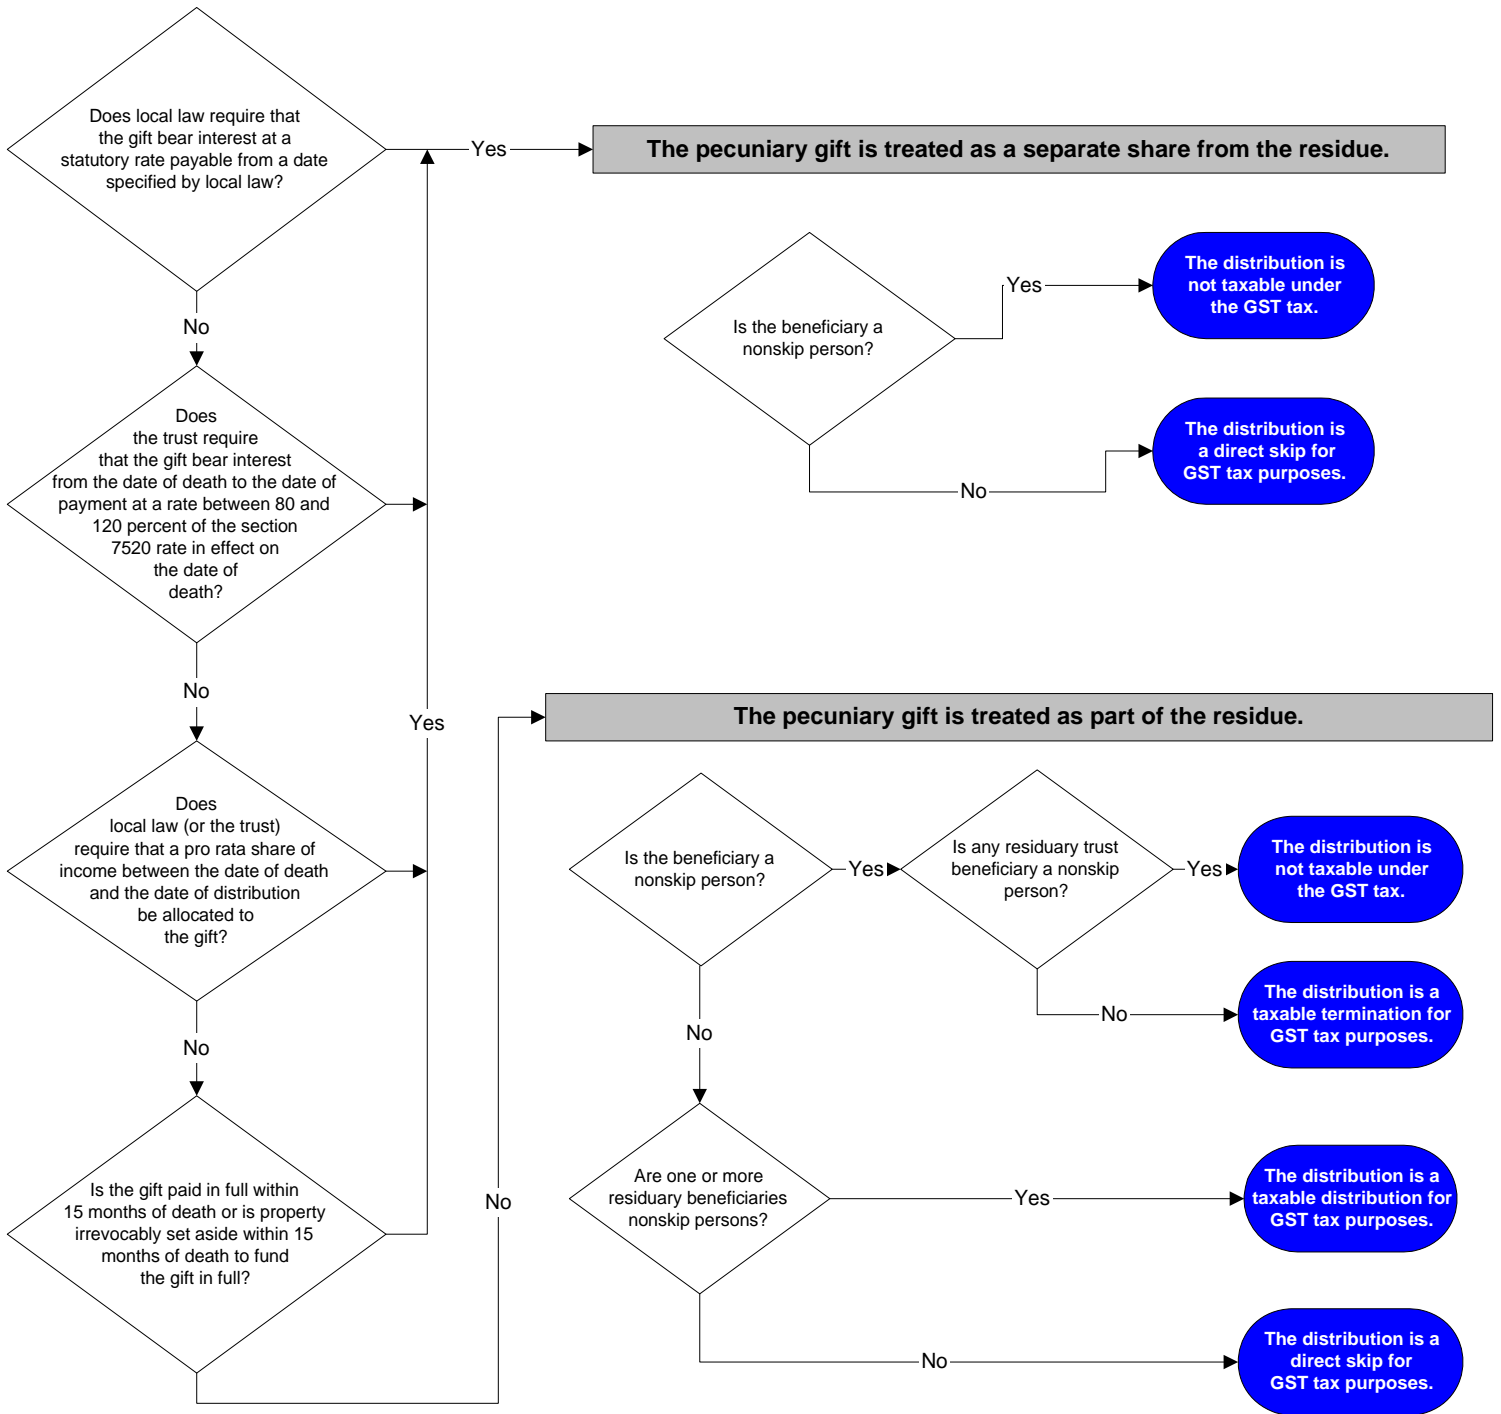 Does local law require that
the gift bear interest at a
statutory rate payable from a date
specified by local law?
Yes
The pecuniary gift is treated as a separate share from the residue.
Is the beneficiary a
nonskip person?
Yes
The distribution is
not taxable under
the GST tax.
No
The distribution is
a direct skip for
GST tax purposes.
No
Does
the trust require
that the gift bear interest
from the date of death to the date of
payment at a rate between 80 and
120 percent of the section
7520 rate in effect on
the date of
death?
No
Yes
Does
local law (or the trust)
require that a pro rata share of
income between the date of death
and the date of distribution
be allocated to
the gift?
No
Is the gift paid in full within
15 months of death or is property
irrevocably set aside within 15
months of death to fund
the gift in full?
No
The pecuniary gift is treated as part of the residue.
Is the beneficiary a
nonskip person?
Yes
Is any residuary trust
beneficiary a nonskip
person?
Yes
The distribution is
not taxable under
the GST tax.
No
The distribution is a
taxable termination for
GST tax purposes.
No
Are one or more
residuary beneficiaries
nonskip persons?
Yes
The distribution is a
taxable distribution for
GST tax purposes.
No
The distribution is a
direct skip for
GST tax purposes.